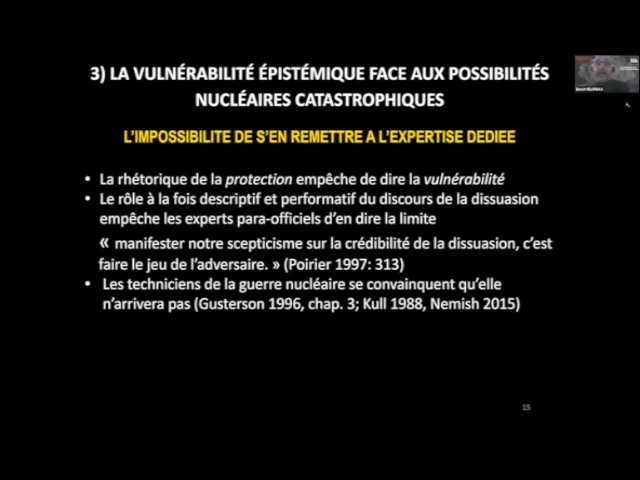 3) LA VULNÉRABILITÉ ÉPISTÉMIQUE FACE AUX POSSIBILITÉS
NUCLÉAIRES CATASTROPHIQUES
L'IMPOSSIBILITE DE S'EN REMETTRE A L'EXPERTISE DEDIEE
• La rhétorique de la protection empêche de dire la vulnérabilité
• Le rôle à la fois descriptif et performatif du discours de la dissuasion
empêche les experts para-officiels d'en dire la limite
« manifester notre scepticisme sur la crédibilité de la dissuasion, c'est
faire le jeu de l'adversaire. » (Poirier 1997: 313)
• Les techniciens de la guerre nucléaire se convainquent qu'elle
n'arrivera pas (Gusterson 1996, chap. 3; Kull 1988, Nemish 2015)
15